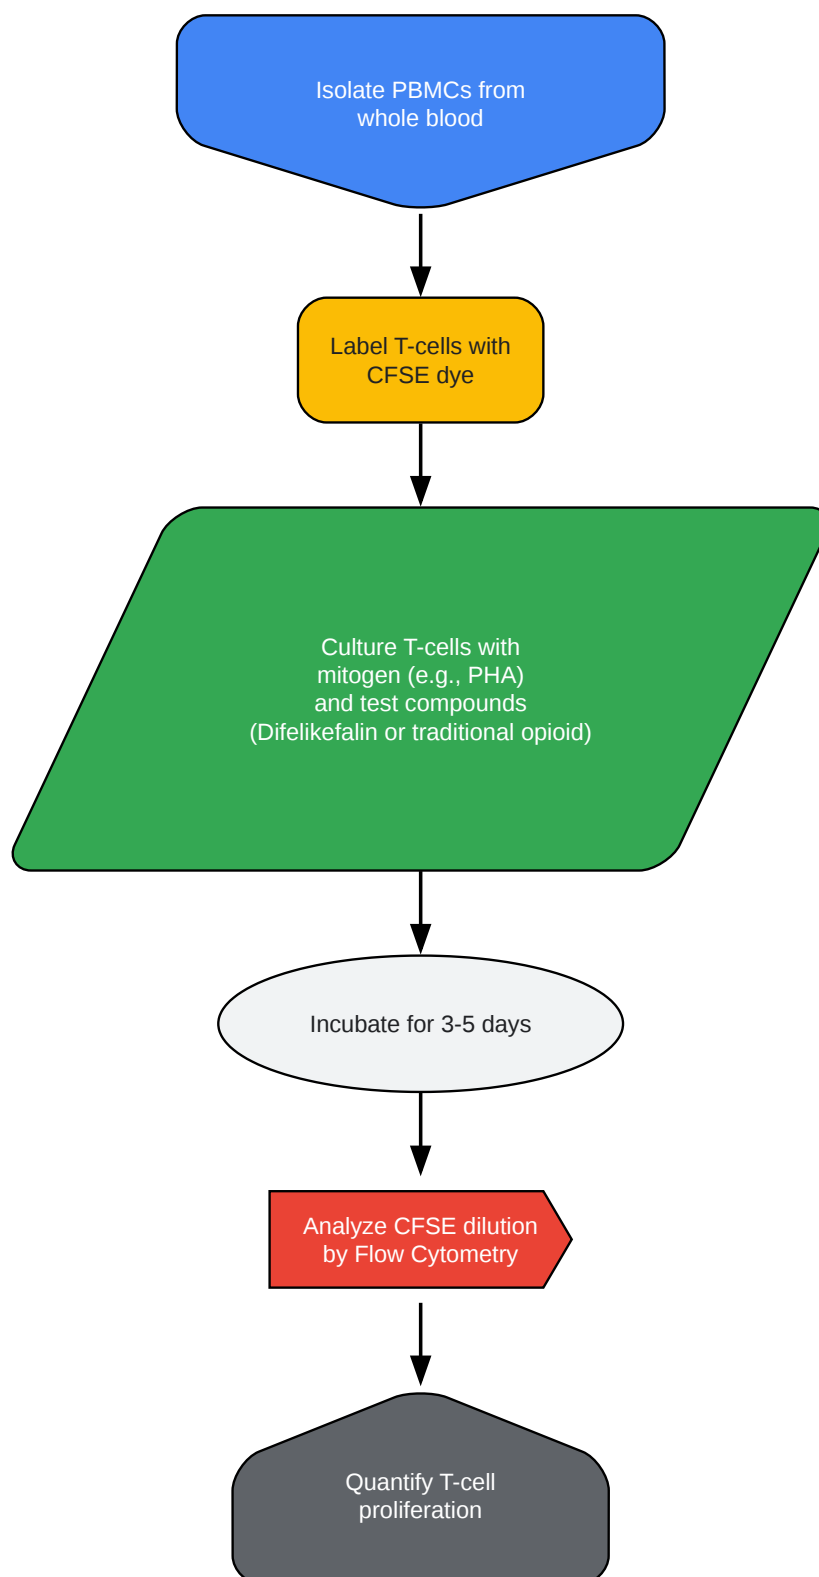 Isolate PBMCs from
whole blood
Label T-cells with
CFSE dye
Culture T-cells with
mitogen (e.g., PHA)
and test compounds
(Difelikefalin or traditional opioid)
Incubate for 3-5 days
Analyze CFSE dilution
by Flow Cytometry
Quantify T-cell
proliferation